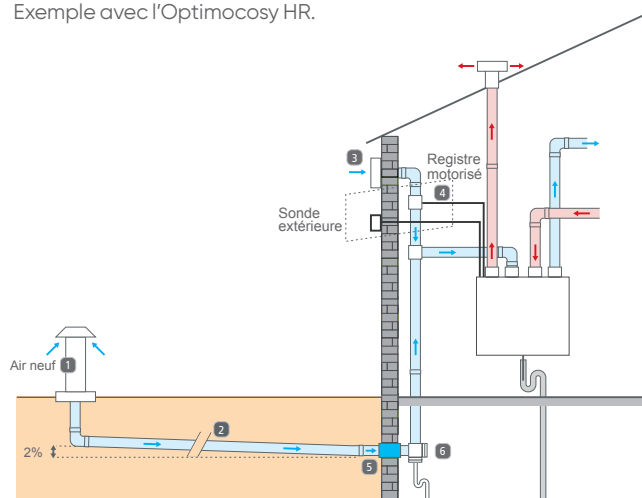 Exemple avec l'Optimocosy HR.
3
Registre
motorisé
4
Sonde
extérieure
Air neuf 1
2
2%
5
6